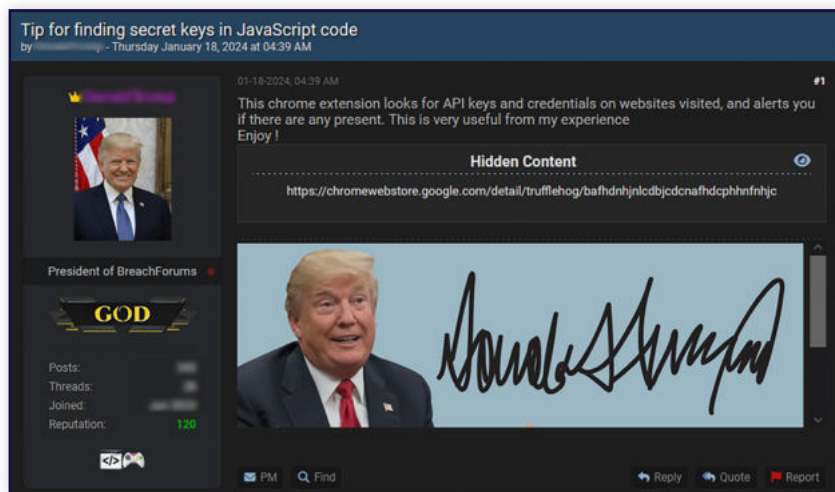 Tip for finding secret keys in JavaScript code
by - Thursday January 18, 2024 at 04:39 AM
01-18-2024, 04:39 AM
#1
This chrome extension looks for API keys and credentials on websites visited, and alerts you
if there are any present. This is very useful from my experience
Enjoy !
Hidden Content
https://chromewebstore.google.com/detail/trufflehog/bafhdnhjnlcdbjcdcnafhdcphhnfnhjc
President of BreachForums
GOD
Posts:
Threads:
Joined:
Reputation: 120
</>
PM
Find
Reply
Quote
Report